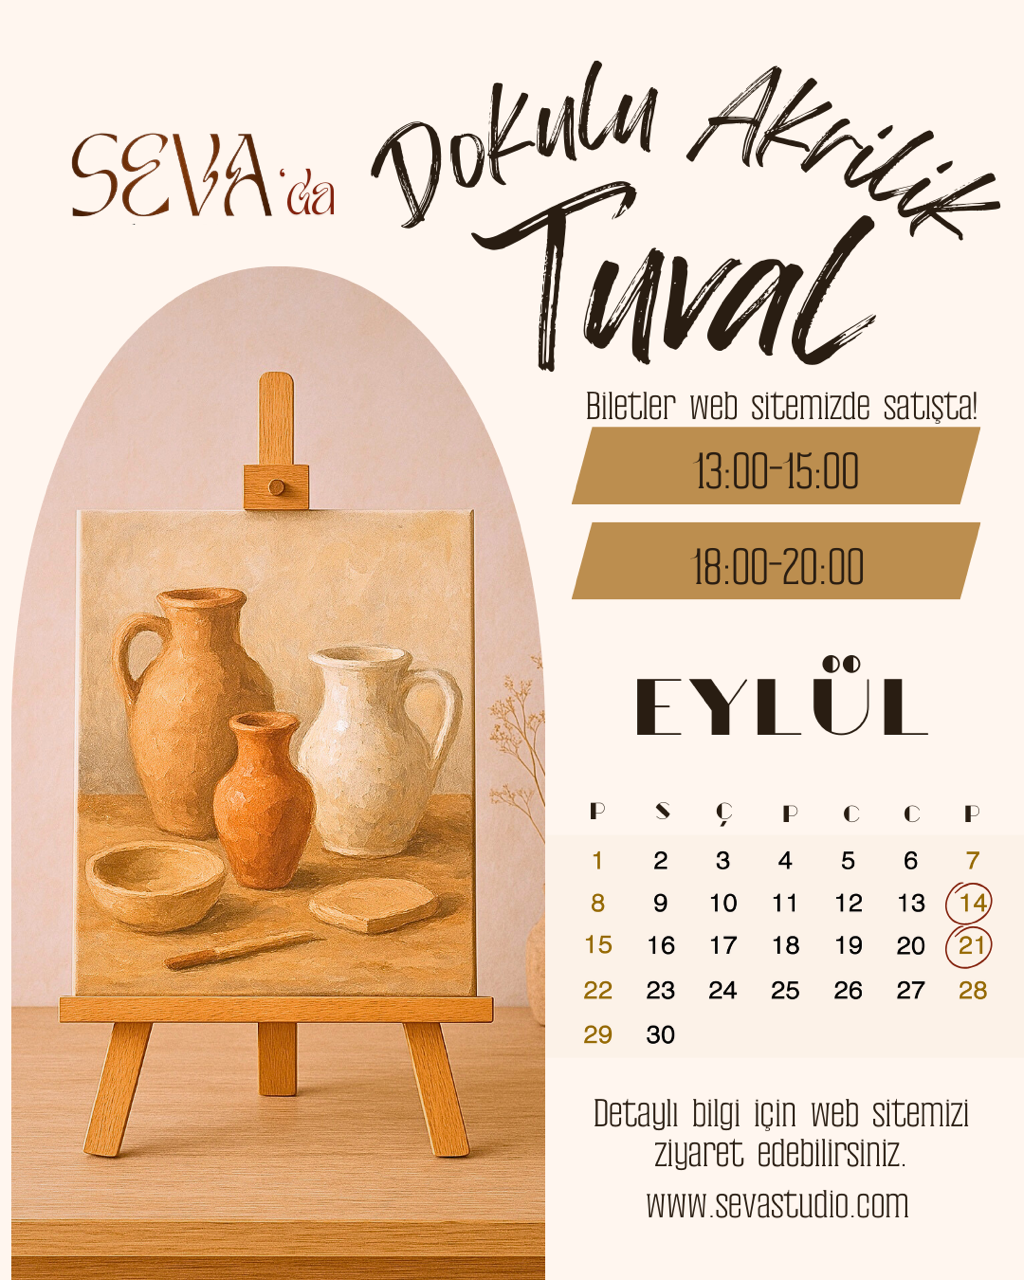 SEVA'da
Dokulu Akrilik
Tuval
Biletler web sitemizde satışta!
13:00-15:00
18:00-20:00
EYLÜL
P S Ç P C C P
1 2 3 4 5 6 7
8 9 10 11 12 13 14
15 16 17 18 19 20 21
22 23 24 25 26 27 28
29 30
Detaylı bilgi için web sitemizi
ziyaret edebilirsiniz.
www.sevastudio.com